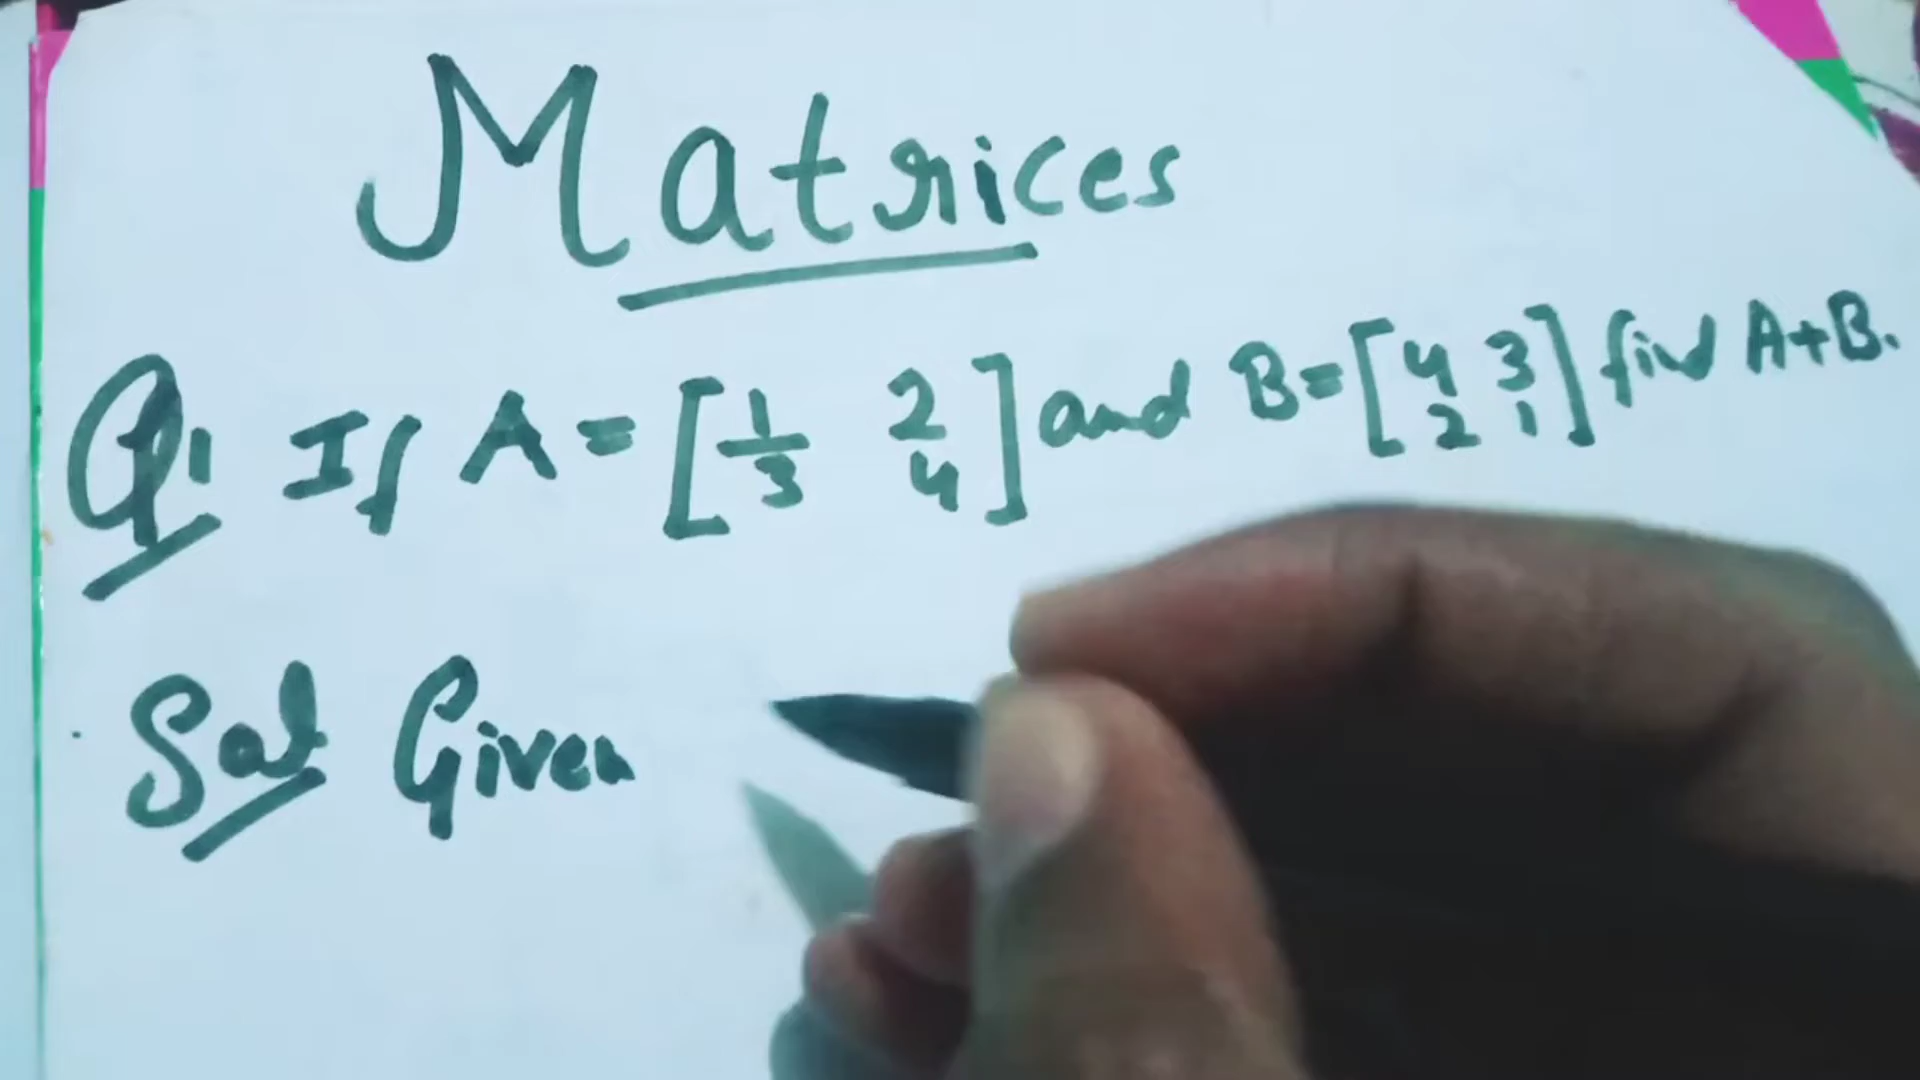 Matrices
Q1 If A = [1 2 and B = [4 3 find A+B.
3 4] 2 1]
Sol Given